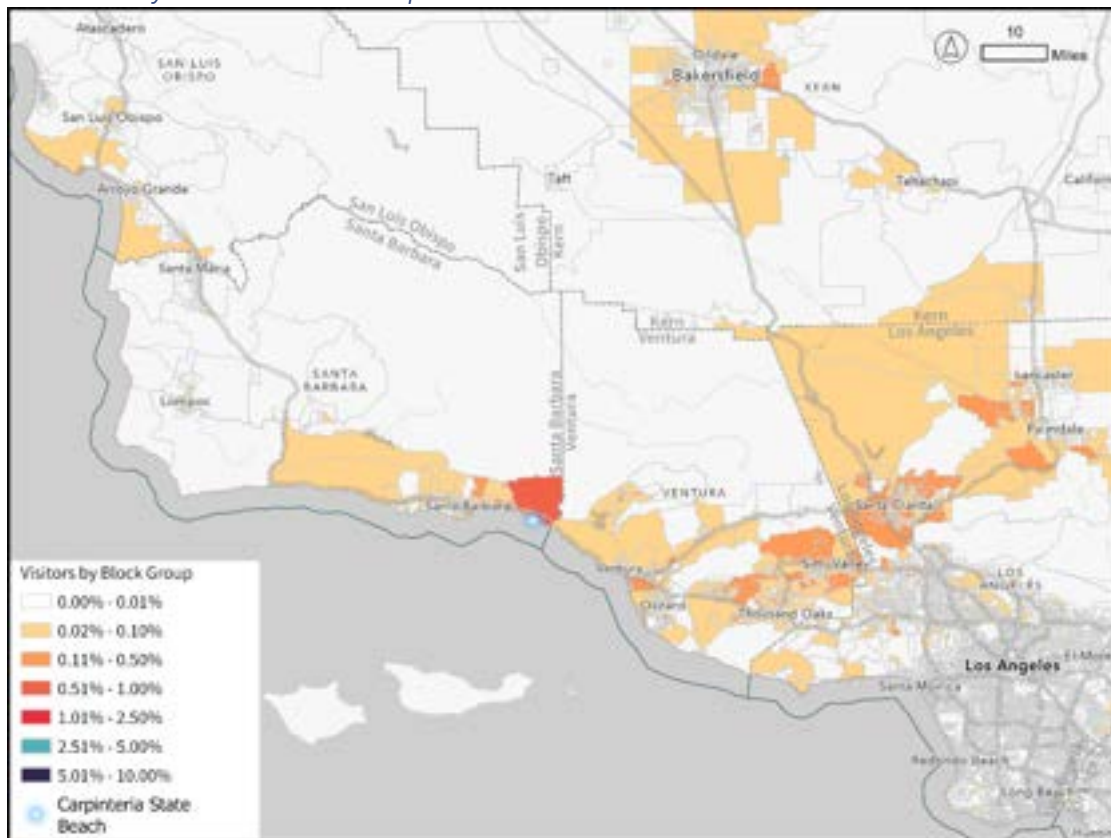 10
Miles
Atascadero
SAN LUIS
OBISPO
Oildale
Bakersfield
KERN
San Luis Obispo
Taft
Tehachapi
Arroyo Grande
San Luis Obispo
Santa Barbara
San Luis
Obispo
Kern
Santa Maria
Kern
Ventura
Kern
Los Angeles
Lancaster
SANTA
BARBARA
Lompoc
Palmdale
Santa Barbara
Ventura
VENTURA
Santa Clarita
Santa Barbara
Ventura
Simi Valley
LOS
ANGELES
Oxnard
Thousand Oaks
Los Angeles
Santa Monica
Redondo Beach
Long Beach
Visitors by Block Group
0.00% - 0.01%
0.02% - 0.10%
0.11% - 0.50%
0.51% - 1.00%
1.01% - 2.50%
2.51% - 5.00%
5.01% - 10.00%
Carpinteria State
Beach